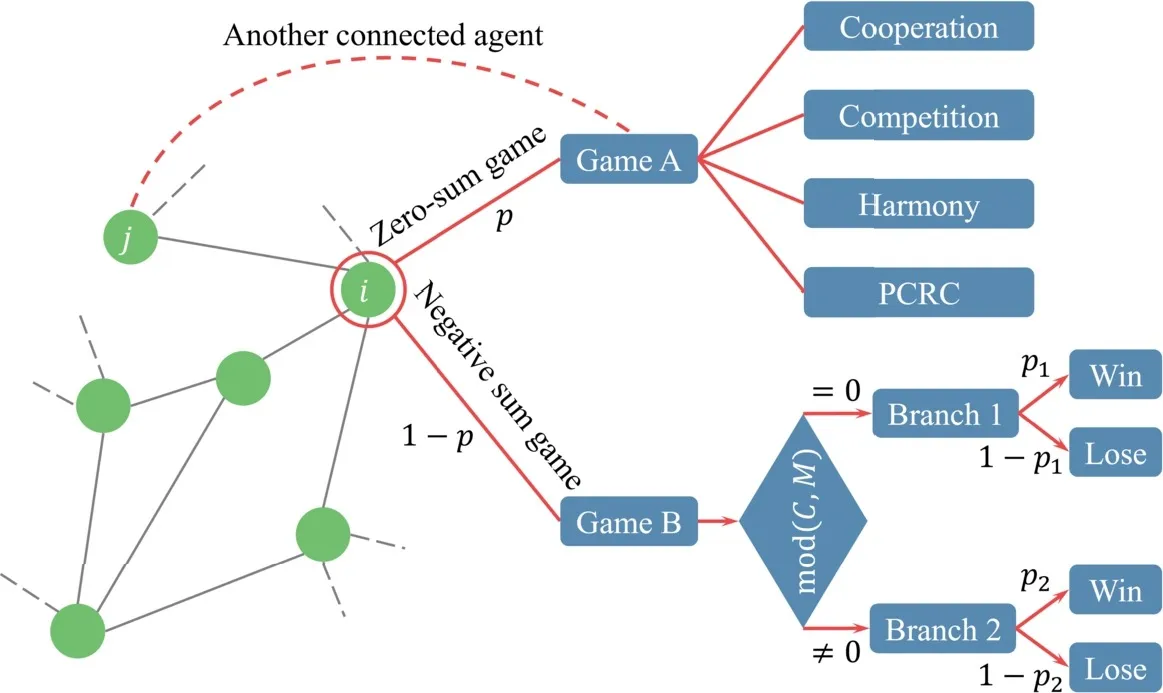 Another connected agent
j
i
Zero-sum game
p
Negative sum game
1 − p
Game A
Cooperation
Competition
Harmony
PCRC
Game B
mod(C, M)
= 0
Branch 1
p₁
Win
1 − p₁
Lose
≠ 0
Branch 2
p₂
Win
1 − p₂
Lose